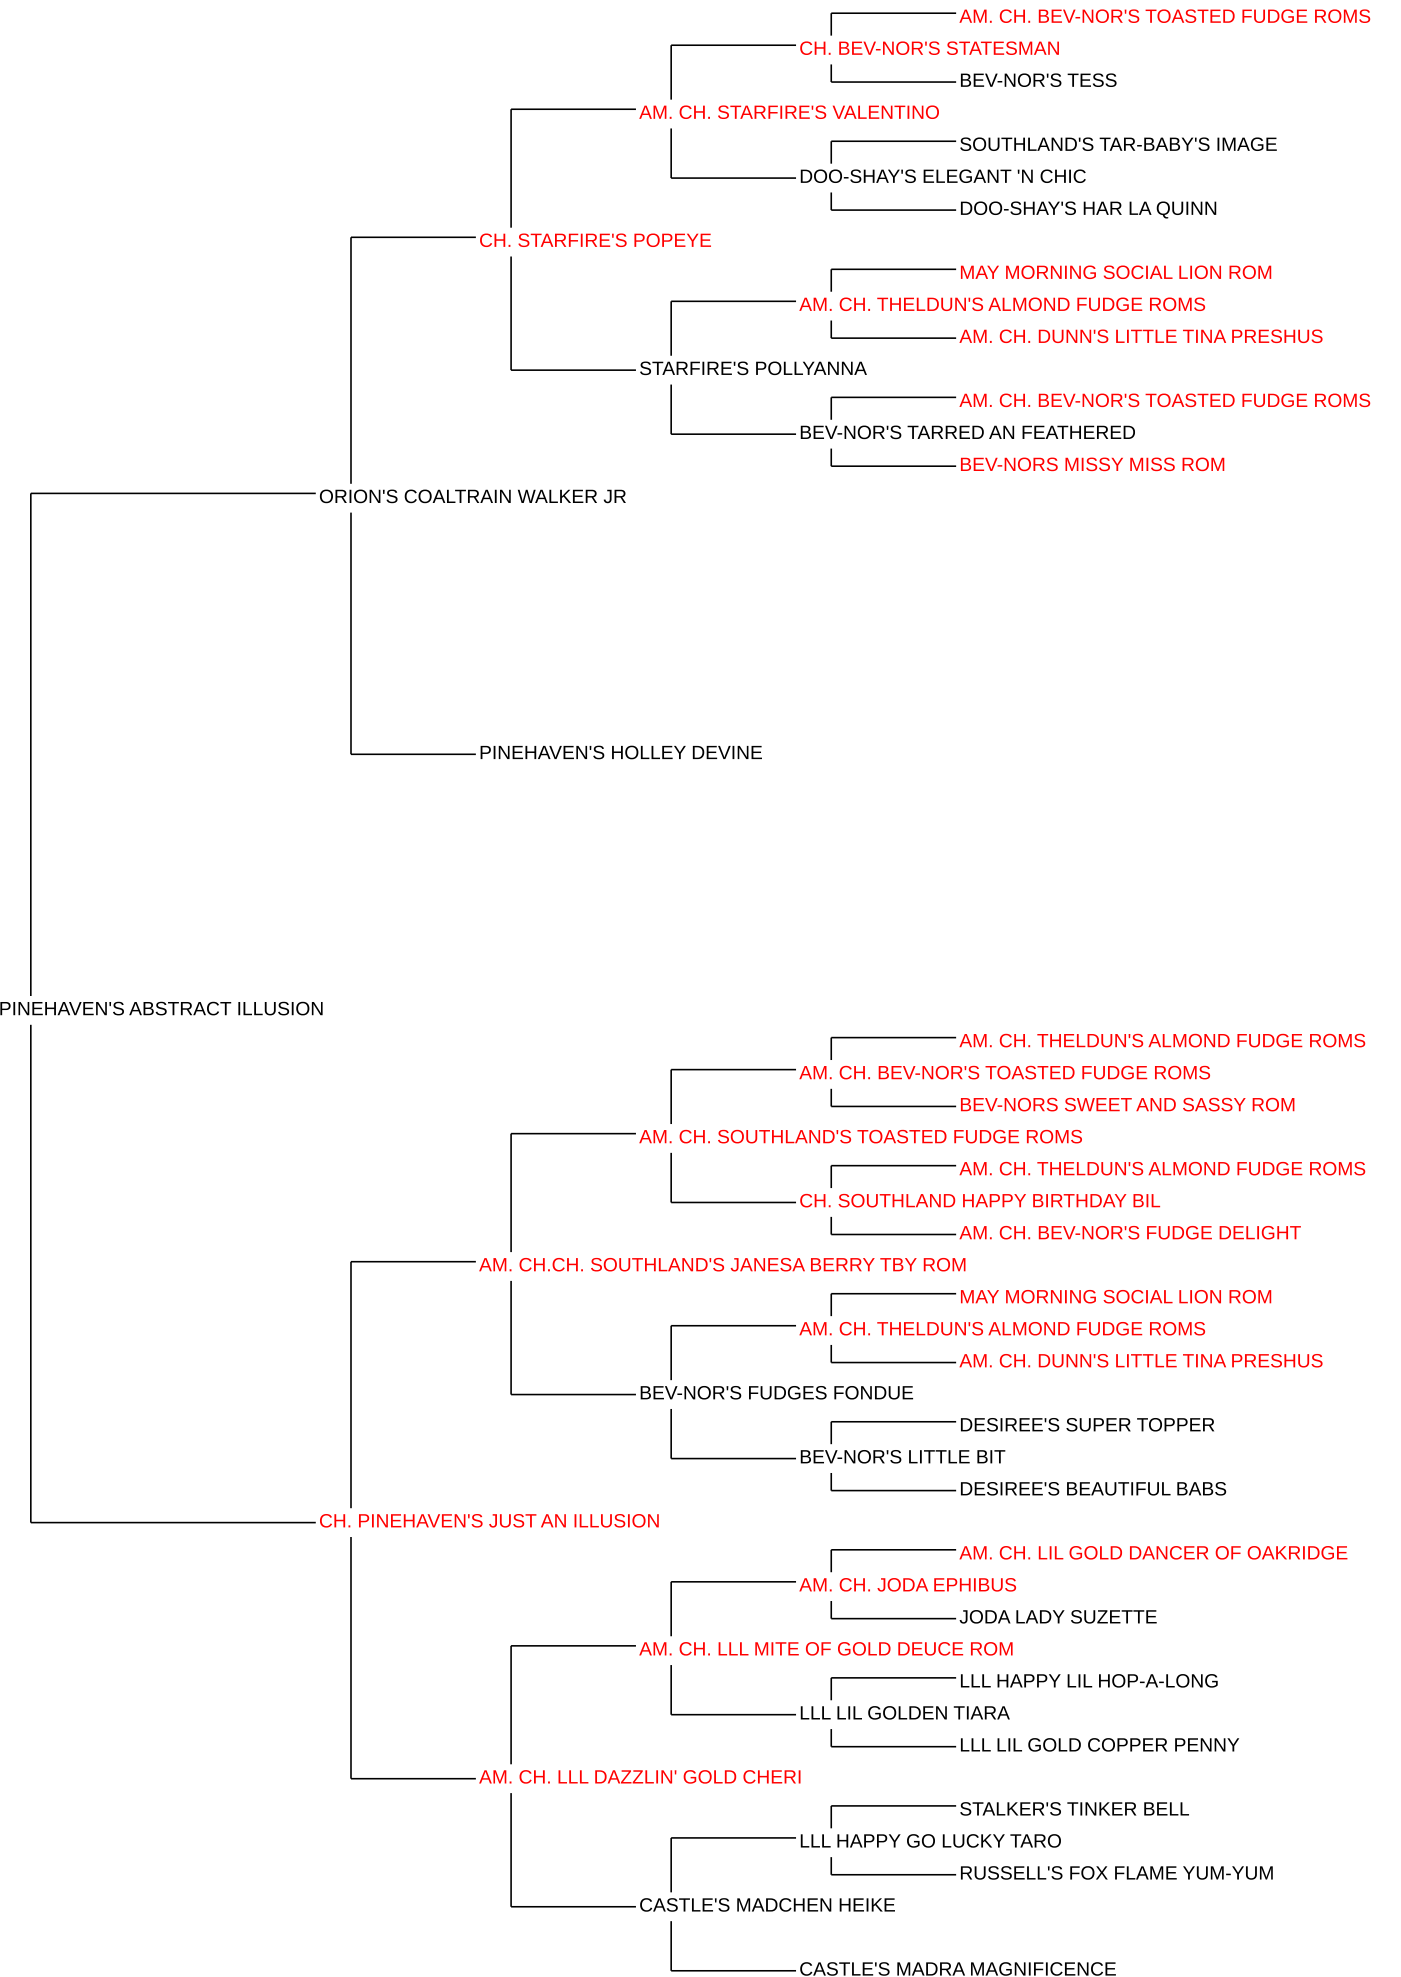 AM. CH. BEV-NOR'S TOASTED FUDGE ROMS
CH. BEV-NOR'S STATESMAN
BEV-NOR'S TESS
AM. CH. STARFIRE'S VALENTINO
SOUTHLAND'S TAR-BABY'S IMAGE
DOO-SHAY'S ELEGANT 'N CHIC
DOO-SHAY'S HAR LA QUINN
CH. STARFIRE'S POPEYE
MAY MORNING SOCIAL LION ROM
AM. CH. THELDUN'S ALMOND FUDGE ROMS
AM. CH. DUNN'S LITTLE TINA PRESHUS
STARFIRE'S POLLYANNA
AM. CH. BEV-NOR'S TOASTED FUDGE ROMS
BEV-NOR'S TARRED AN FEATHERED
BEV-NORS MISSY MISS ROM
ORION'S COALTRAIN WALKER JR
PINEHAVEN'S HOLLEY DEVINE
PINEHAVEN'S ABSTRACT ILLUSION
AM. CH. THELDUN'S ALMOND FUDGE ROMS
AM. CH. BEV-NOR'S TOASTED FUDGE ROMS
BEV-NORS SWEET AND SASSY ROM
AM. CH. SOUTHLAND'S TOASTED FUDGE ROMS
AM. CH. THELDUN'S ALMOND FUDGE ROMS
CH. SOUTHLAND HAPPY BIRTHDAY BIL
AM. CH. BEV-NOR'S FUDGE DELIGHT
AM. CH.CH. SOUTHLAND'S JANESA BERRY TBY ROM
MAY MORNING SOCIAL LION ROM
AM. CH. THELDUN'S ALMOND FUDGE ROMS
AM. CH. DUNN'S LITTLE TINA PRESHUS
BEV-NOR'S FUDGES FONDUE
DESIREE'S SUPER TOPPER
BEV-NOR'S LITTLE BIT
DESIREE'S BEAUTIFUL BABS
CH. PINEHAVEN'S JUST AN ILLUSION
AM. CH. LIL GOLD DANCER OF OAKRIDGE
AM. CH. JODA EPHIBUS
JODA LADY SUZETTE
AM. CH. LLL MITE OF GOLD DEUCE ROM
LLL HAPPY LIL HOP-A-LONG
LLL LIL GOLDEN TIARA
LLL LIL GOLD COPPER PENNY
AM. CH. LLL DAZZLIN' GOLD CHERI
STALKER'S TINKER BELL
LLL HAPPY GO LUCKY TARO
RUSSELL'S FOX FLAME YUM-YUM
CASTLE'S MADCHEN HEIKE
CASTLE'S MADRA MAGNIFICENCE